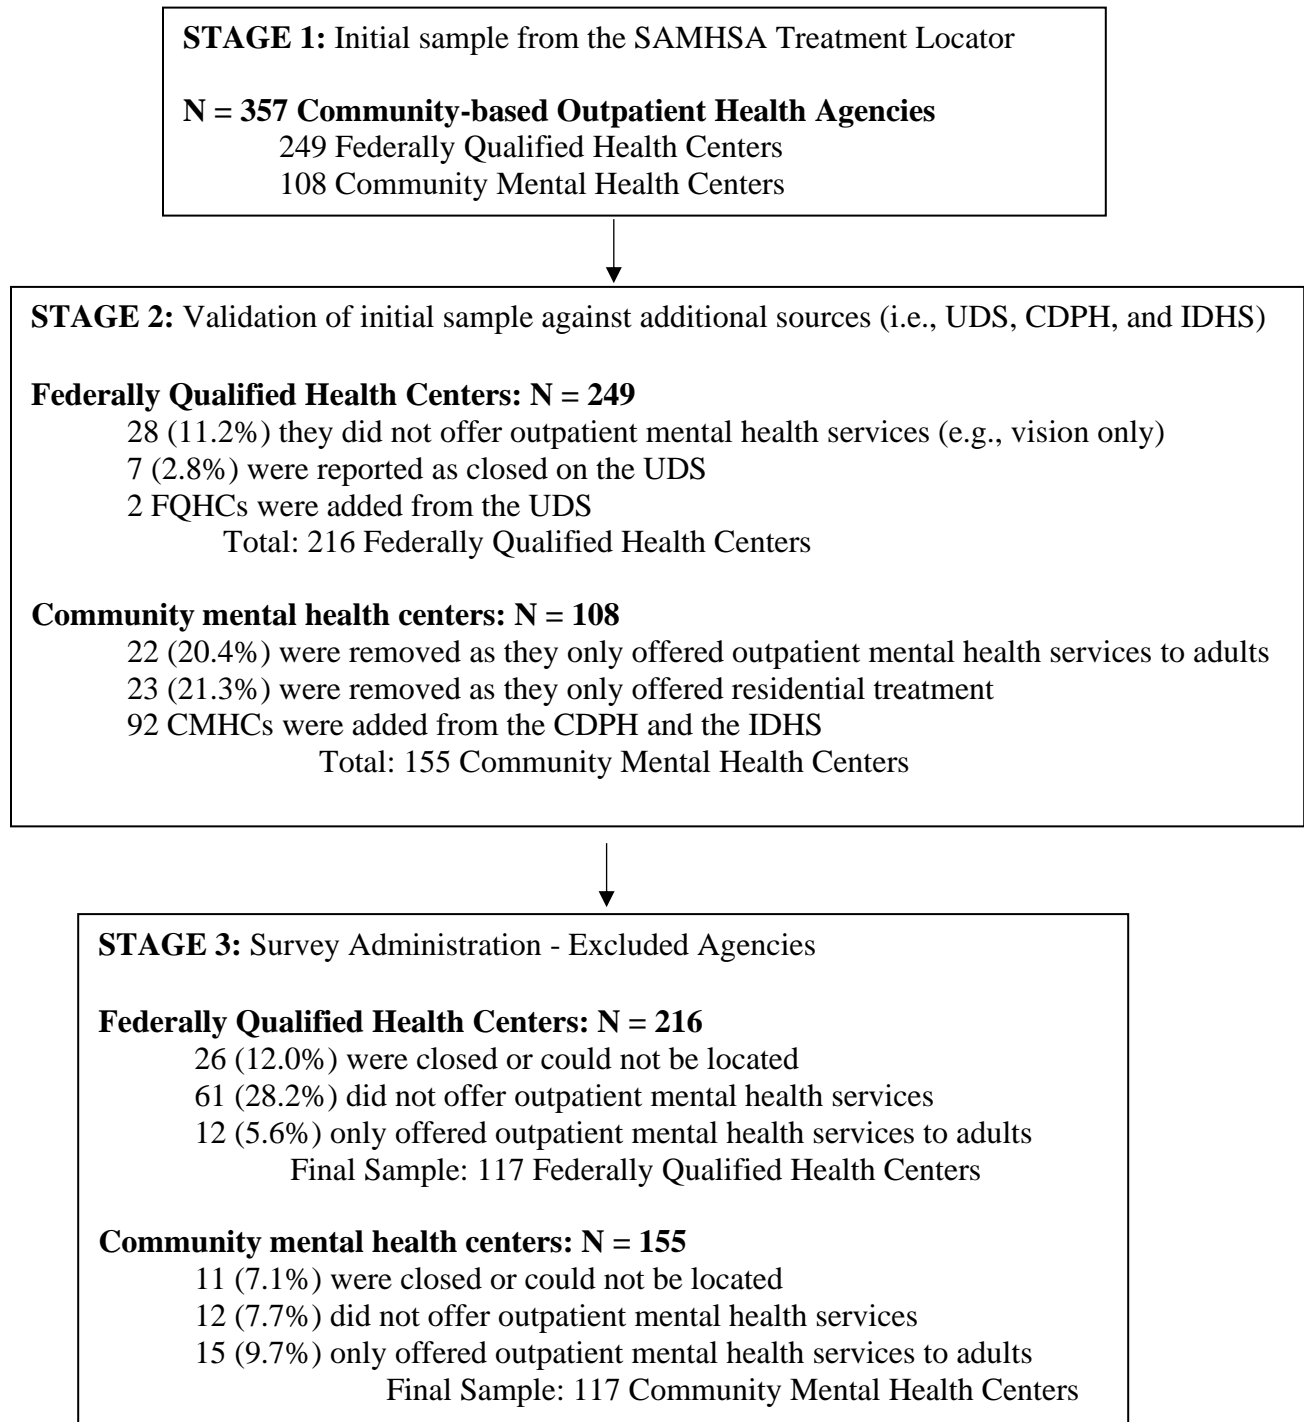 STAGE 1: Initial sample from the SAMHSA Treatment Locator
N = 357 Community-based Outpatient Health Agencies
249 Federally Qualified Health Centers
108 Community Mental Health Centers
STAGE 2: Validation of initial sample against additional sources (i.e., UDS, CDPH, and IDHS)
Federally Qualified Health Centers: N = 249
28 (11.2%) they did not offer outpatient mental health services (e.g., vision only)
7 (2.8%) were reported as closed on the UDS
2 FQHCs were added from the UDS
Total: 216 Federally Qualified Health Centers
Community mental health centers: N = 108
22 (20.4%) were removed as they only offered outpatient mental health services to adults
23 (21.3%) were removed as they only offered residential treatment
92 CMHCs were added from the CDPH and the IDHS
Total: 155 Community Mental Health Centers
STAGE 3: Survey Administration - Excluded Agencies
Federally Qualified Health Centers: N = 216
26 (12.0%) were closed or could not be located
61 (28.2%) did not offer outpatient mental health services
12 (5.6%) only offered outpatient mental health services to adults
Final Sample: 117 Federally Qualified Health Centers
Community mental health centers: N = 155
11 (7.1%) were closed or could not be located
12 (7.7%) did not offer outpatient mental health services
15 (9.7%) only offered outpatient mental health services to adults
Final Sample: 117 Community Mental Health Centers